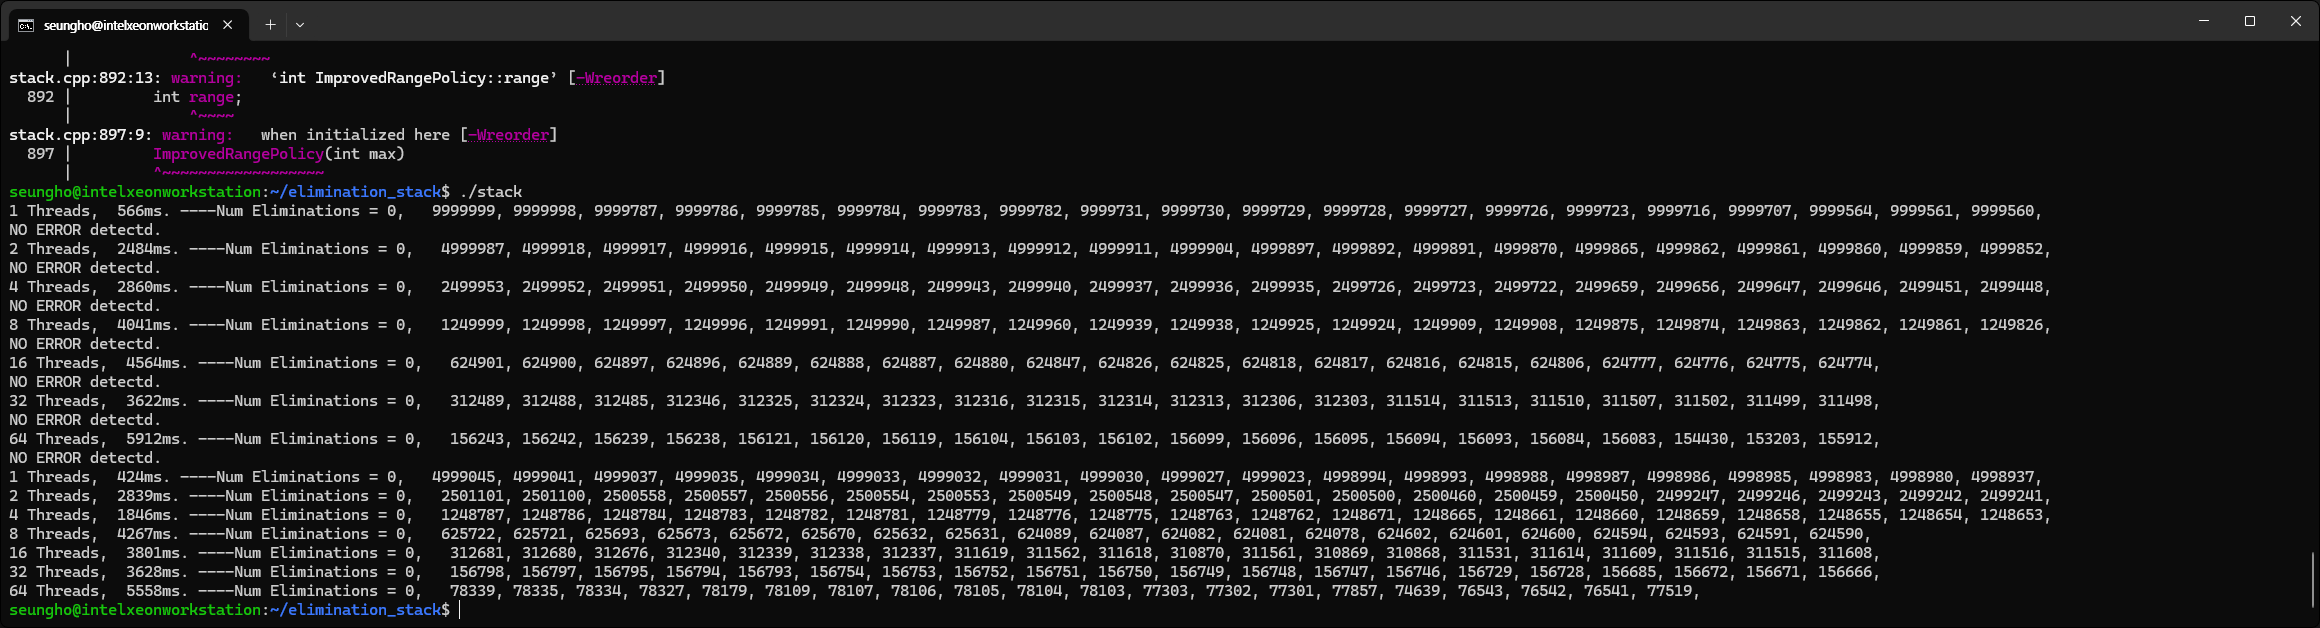 seungho@intelxeonworkstatic
|             ^~~~~~~~~
stack.cpp:892:13: warning:   ‘int ImprovedRangePolicy::range’ [-Wreorder]
  892 |         int range;
      |             ^~~~~
stack.cpp:897:9: warning:   when initialized here [-Wreorder]
  897 |         ImprovedRangePolicy(int max)
      |         ^~~~~~~~~~~~~~~~~~~
seungho@intelxeonworkstation:~/elimination_stack$ ./stack
1 Threads,  566ms. ----Num Eliminations = 0,   9999999, 9999998, 9999787, 9999786, 9999785, 9999784, 9999783, 9999782, 9999731, 9999730, 9999729, 9999728, 9999727, 9999726, 9999723, 9999716, 9999707, 9999564, 9999561, 9999560,
NO ERROR detectd.
2 Threads,  2484ms. ----Num Eliminations = 0,   4999987, 4999918, 4999917, 4999916, 4999915, 4999914, 4999913, 4999912, 4999911, 4999904, 4999897, 4999892, 4999891, 4999870, 4999865, 4999862, 4999861, 4999860, 4999859, 4999852,
NO ERROR detectd.
4 Threads,  2860ms. ----Num Eliminations = 0,   2499953, 2499952, 2499951, 2499950, 2499949, 2499948, 2499943, 2499940, 2499937, 2499936, 2499935, 2499726, 2499723, 2499722, 2499659, 2499656, 2499647, 2499646, 2499451, 2499448,
NO ERROR detectd.
8 Threads,  4041ms. ----Num Eliminations = 0,   1249999, 1249998, 1249997, 1249996, 1249991, 1249990, 1249987, 1249960, 1249939, 1249938, 1249925, 1249924, 1249909, 1249908, 1249875, 1249874, 1249863, 1249862, 1249861, 1249826,
NO ERROR detectd.
16 Threads,  4564ms. ----Num Eliminations = 0,   624901, 624900, 624897, 624896, 624889, 624888, 624887, 624880, 624847, 624826, 624825, 624818, 624817, 624816, 624815, 624806, 624777, 624776, 624775, 624774,
NO ERROR detectd.
32 Threads,  3622ms. ----Num Eliminations = 0,   312489, 312488, 312485, 312346, 312325, 312324, 312323, 312316, 312315, 312314, 312313, 312306, 312303, 311514, 311513, 311510, 311507, 311502, 311499, 311498,
NO ERROR detectd.
64 Threads,  5912ms. ----Num Eliminations = 0,   156243, 156242, 156239, 156238, 156121, 156120, 156119, 156104, 156103, 156102, 156099, 156096, 156095, 156094, 156093, 156084, 156083, 154430, 153203, 155912,
NO ERROR detectd.
1 Threads,  424ms. ----Num Eliminations = 0,   4999045, 4999041, 4999037, 4999035, 4999034, 4999033, 4999032, 4999031, 4999030, 4999027, 4999023, 4998994, 4998993, 4998988, 4998987, 4998986, 4998985, 4998983, 4998980, 4998937,
2 Threads,  2839ms. ----Num Eliminations = 0,   2501101, 2501100, 2500558, 2500557, 2500556, 2500554, 2500553, 2500549, 2500548, 2500547, 2500501, 2500500, 2500460, 2500459, 2500450, 2499247, 2499246, 2499243, 2499242, 2499241,
4 Threads,  1846ms. ----Num Eliminations = 0,   1248787, 1248786, 1248784, 1248783, 1248782, 1248781, 1248779, 1248776, 1248775, 1248763, 1248762, 1248671, 1248665, 1248661, 1248660, 1248659, 1248658, 1248655, 1248654, 1248653,
8 Threads,  4267ms. ----Num Eliminations = 0,   625722, 625721, 625693, 625673, 625672, 625670, 625632, 625631, 624089, 624087, 624082, 624081, 624078, 624602, 624601, 624600, 624594, 624593, 624591, 624590,
16 Threads,  3801ms. ----Num Eliminations = 0,   312681, 312680, 312676, 312340, 312339, 312338, 312337, 311619, 311562, 311618, 310870, 311561, 310869, 310868, 311531, 311614, 311609, 311516, 311515, 311608,
32 Threads,  3628ms. ----Num Eliminations = 0,   156798, 156797, 156795, 156794, 156793, 156754, 156753, 156752, 156751, 156750, 156749, 156748, 156747, 156746, 156729, 156728, 156685, 156672, 156671, 156666,
64 Threads,  5558ms. ----Num Eliminations = 0,   78339, 78335, 78334, 78327, 78179, 78109, 78107, 78106, 78105, 78104, 78103, 77303, 77302, 77301, 77857, 74639, 76543, 76542, 76541, 77519,
seungho@intelxeonworkstation:~/elimination_stack$